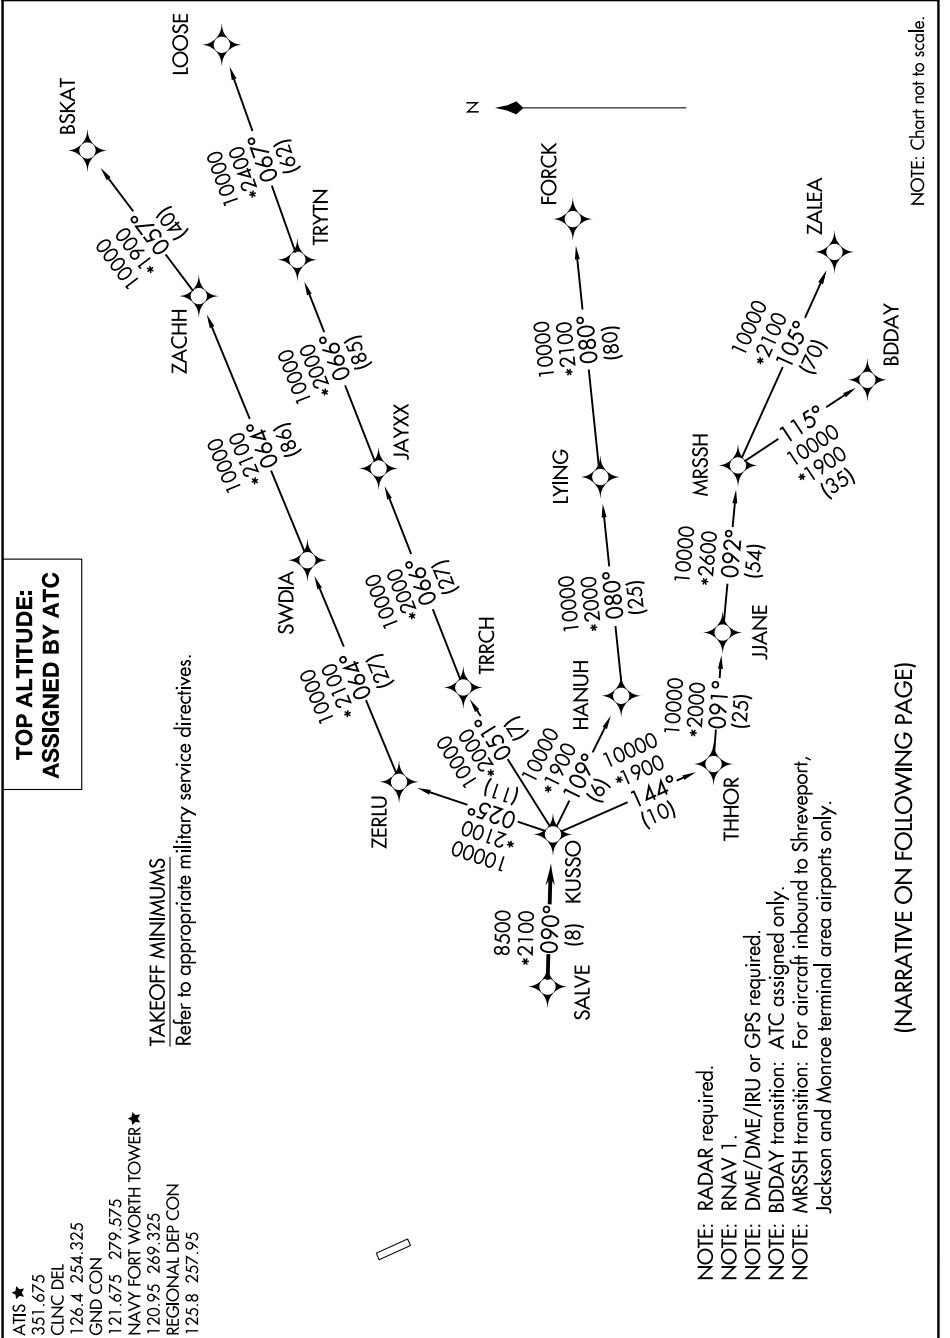 ATIS ★
351.675
CLNC DEL
126.4 254.325
GND CON
121.675 279.575
NAVY FORT WORTH TOWER ★
120.95 269.325
REGIONAL DEP CON
125.8 257.95
TOP ALTITUDE:
ASSIGNED BY ATC
TAKEOFF MINIMUMS
Refer to appropriate military service directives.
BSKAT
10000
*1900
057°
(40)
ZACHH
10000
*2100
064°
(86)
SWDIA
10000
*2100
064°
(27)
ZERLU
10000
*2100
025°
(11)
LOOSE
10000
*2400
067°
(62)
TRYTN
10000
*2000
066°
(85)
JAYXX
10000
*2000
066°
(27)
TRRCH
10000
*2000
051°
(7)
N
SALVE
8500
*2100
090°
(8)
KUSSO
10000
*1900
109°
(6)
HANUH
10000
*2000
080°
(25)
LYING
10000
*2100
080°
(80)
FORCK
10000
*1900
144°
(10)
THHOR
10000
*2000
091°
(25)
JJANE
10000
*2600
092°
(54)
MRSSH
10000
*2100
105°
(70)
ZALEA
115°
10000
*1900
(35)
BDDAY
NOTE: RADAR required.
NOTE: RNAV 1.
NOTE: DME/DME/IRU or GPS required.
NOTE: BDDAY transition: ATC assigned only.
NOTE: MRSSH transition: For aircraft inbound to Shreveport,
Jackson and Monroe terminal area airports only.
(NARRATIVE ON FOLLOWING PAGE)
NOTE: Chart not to scale.